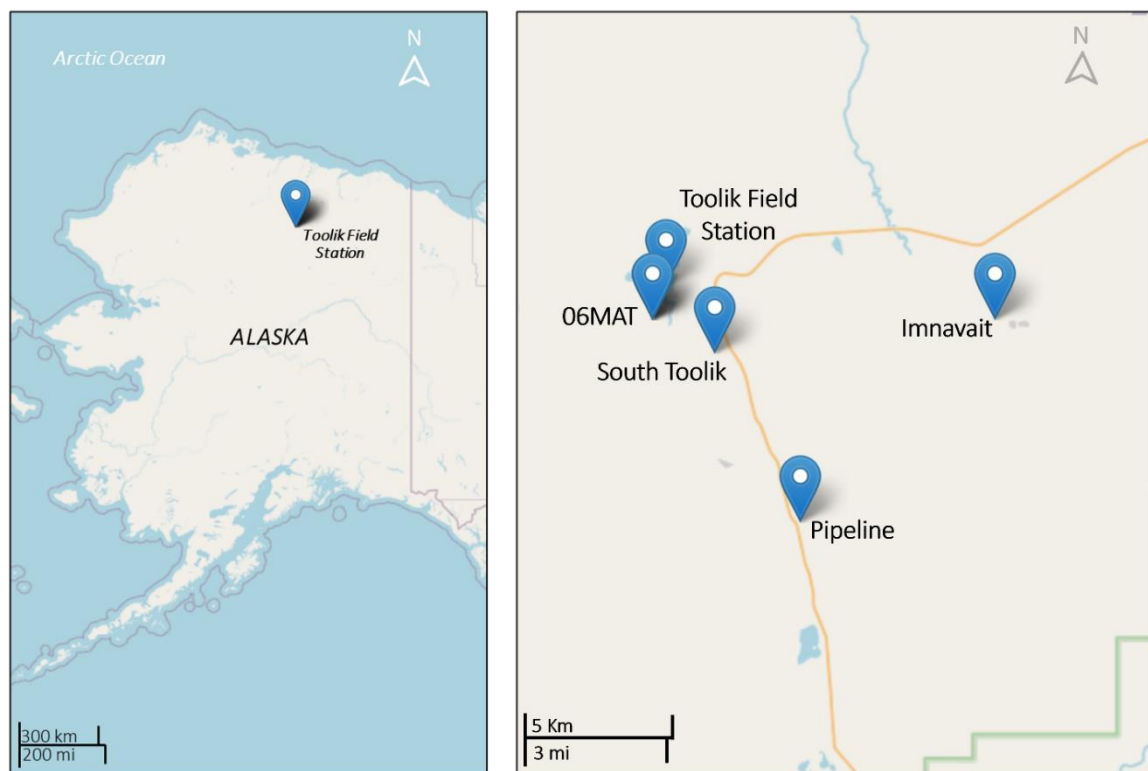 Arctic Ocean
N
Toolik Field
Station
ALASKA
300 km
200 mi
N
Toolik Field
Station
06MAT
South Toolik
Imnavait
Pipeline
5 Km
3 mi